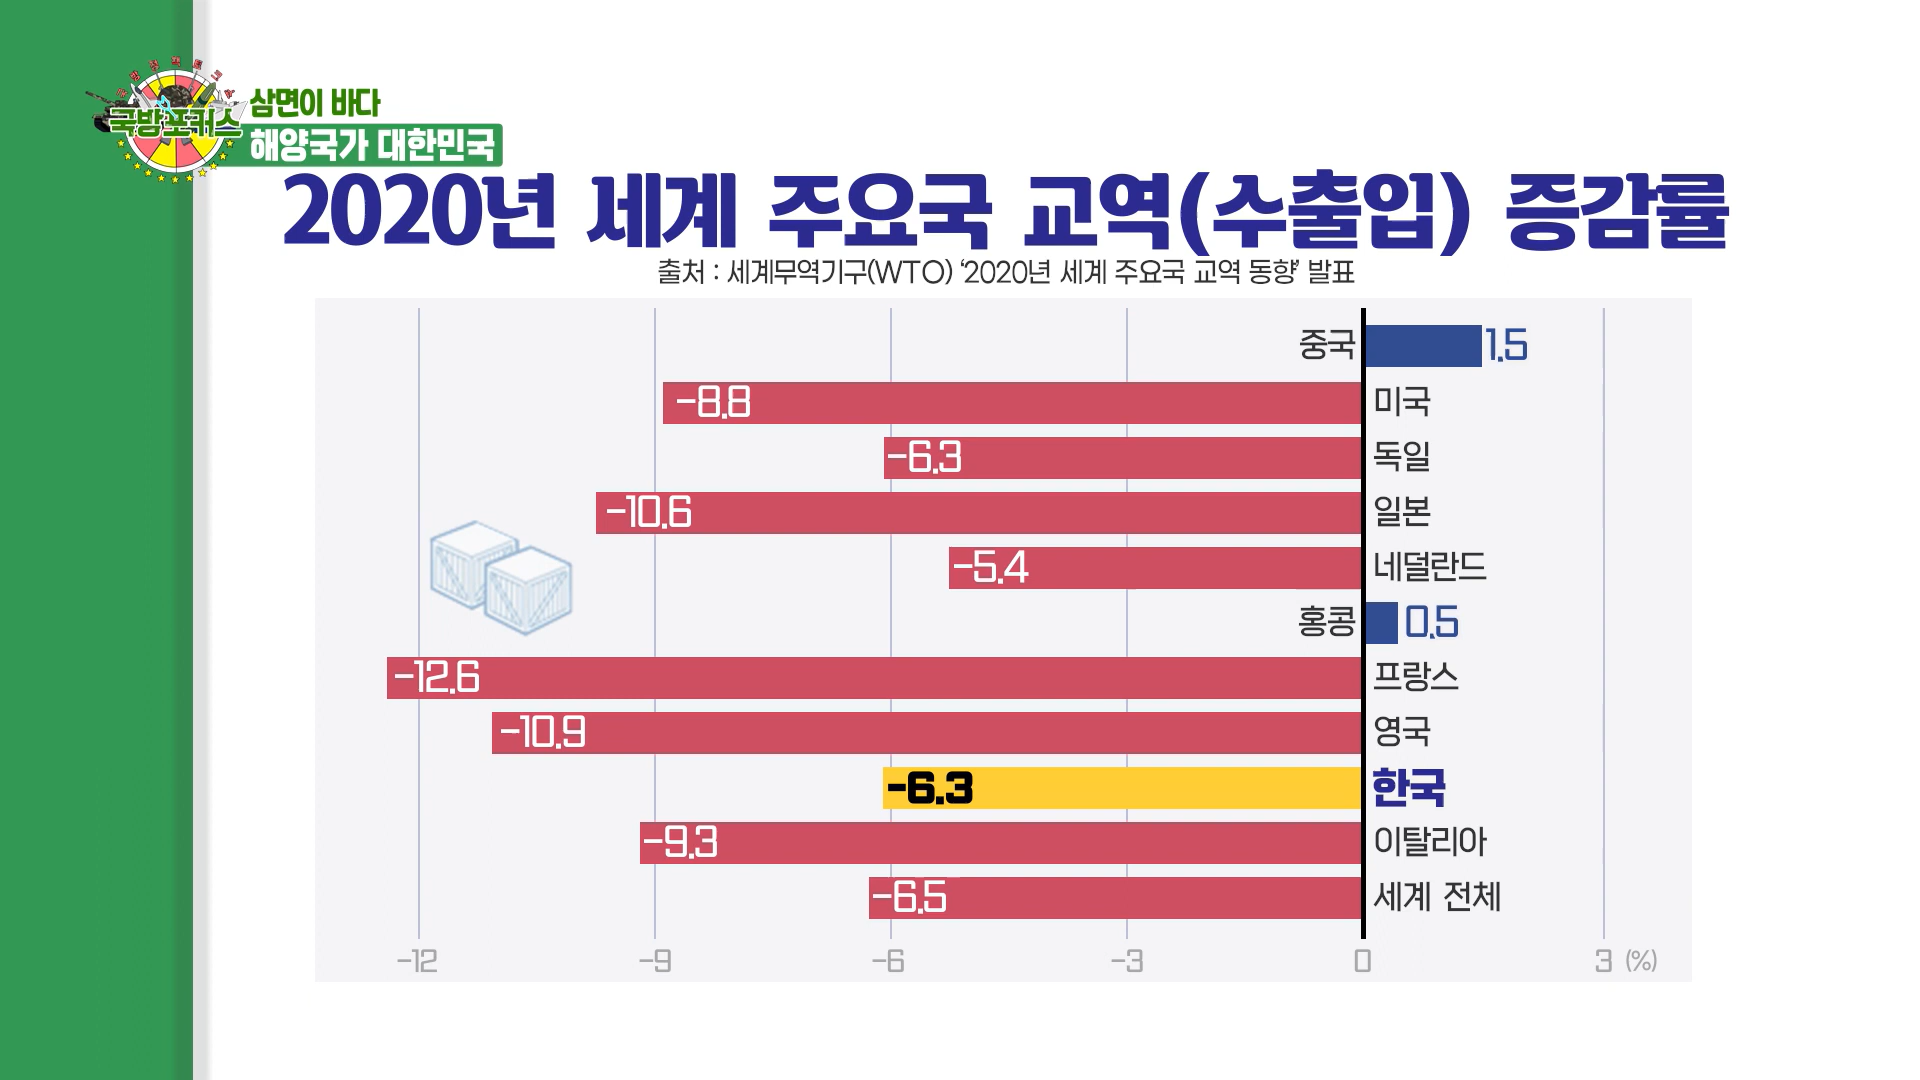 국방포커스
삼면이 바다
해양국가 대한민국
2020년 세계 주요국 교역(수출입) 증감률
출처 : 세계무역기구(WTO) ‘2020년 세계 주요국 교역 동향’ 발표
중국 1.5
-8.8 미국
-6.3 독일
-10.6 일본
-5.4 네덜란드
홍콩 0.5
-12.6 프랑스
-10.9 영국
-6.3 한국
-9.3 이탈리아
-6.5 세계 전체
-12 -9 -6 -3 0 3 (%)